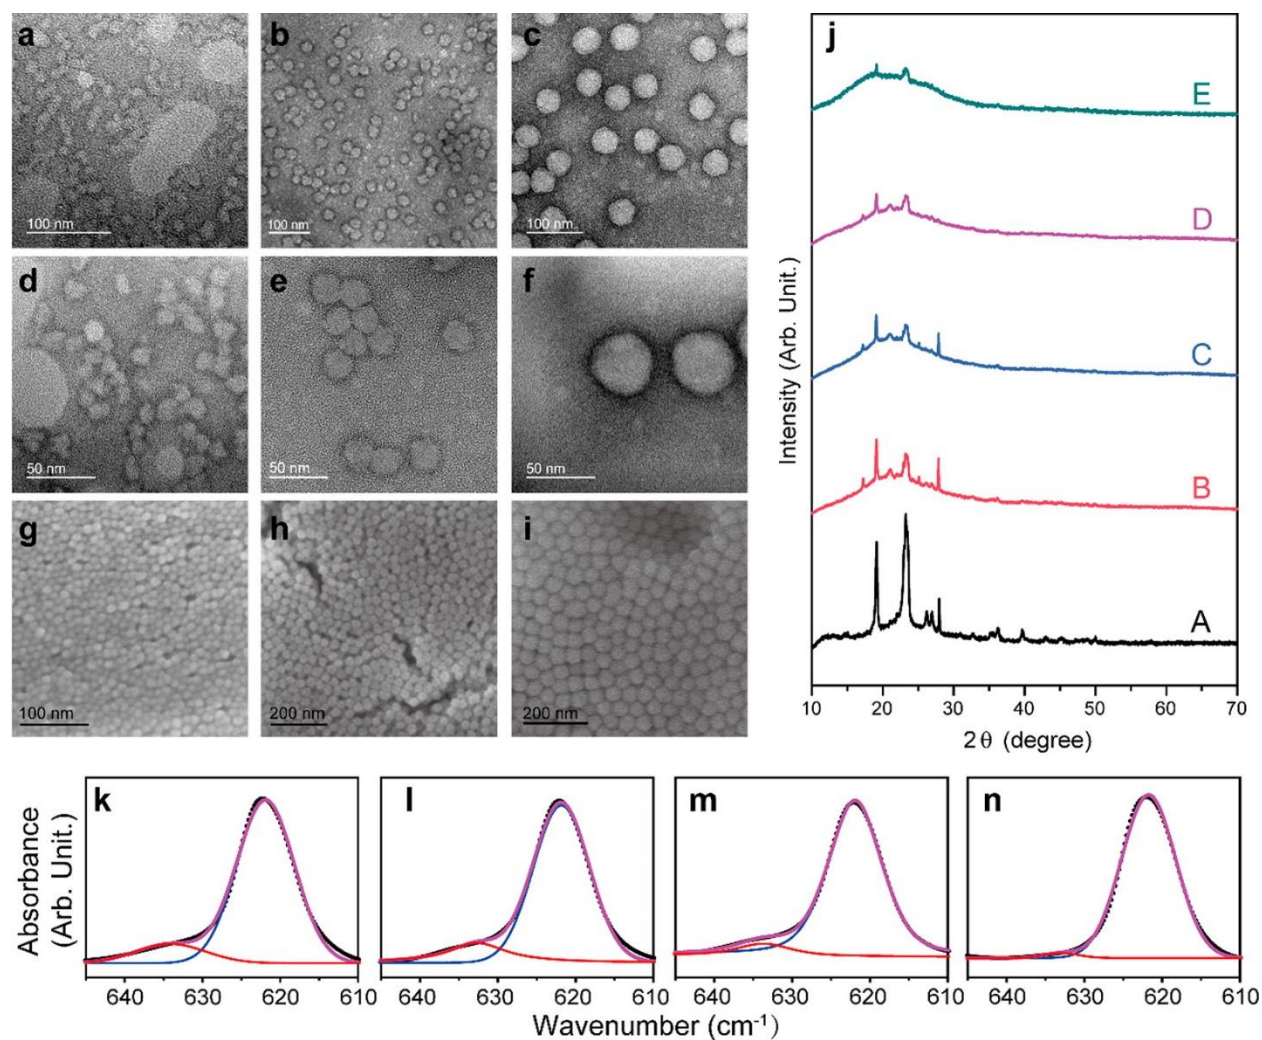 a
b
c
100 nm
100 nm
100 nm
d
e
f
50 nm
50 nm
50 nm
g
h
i
100 nm
200 nm
200 nm
j
E
D
C
B
A
Intensity (Arb. Unit.)
10 20 30 40 50 60 70
2θ (degree)
k
l
m
n
Absorbance
(Arb. Unit.)
640 630 620 610
640 630 620 610
640 630 620 610
640 630 620 610
Wavenumber (cm⁻¹)